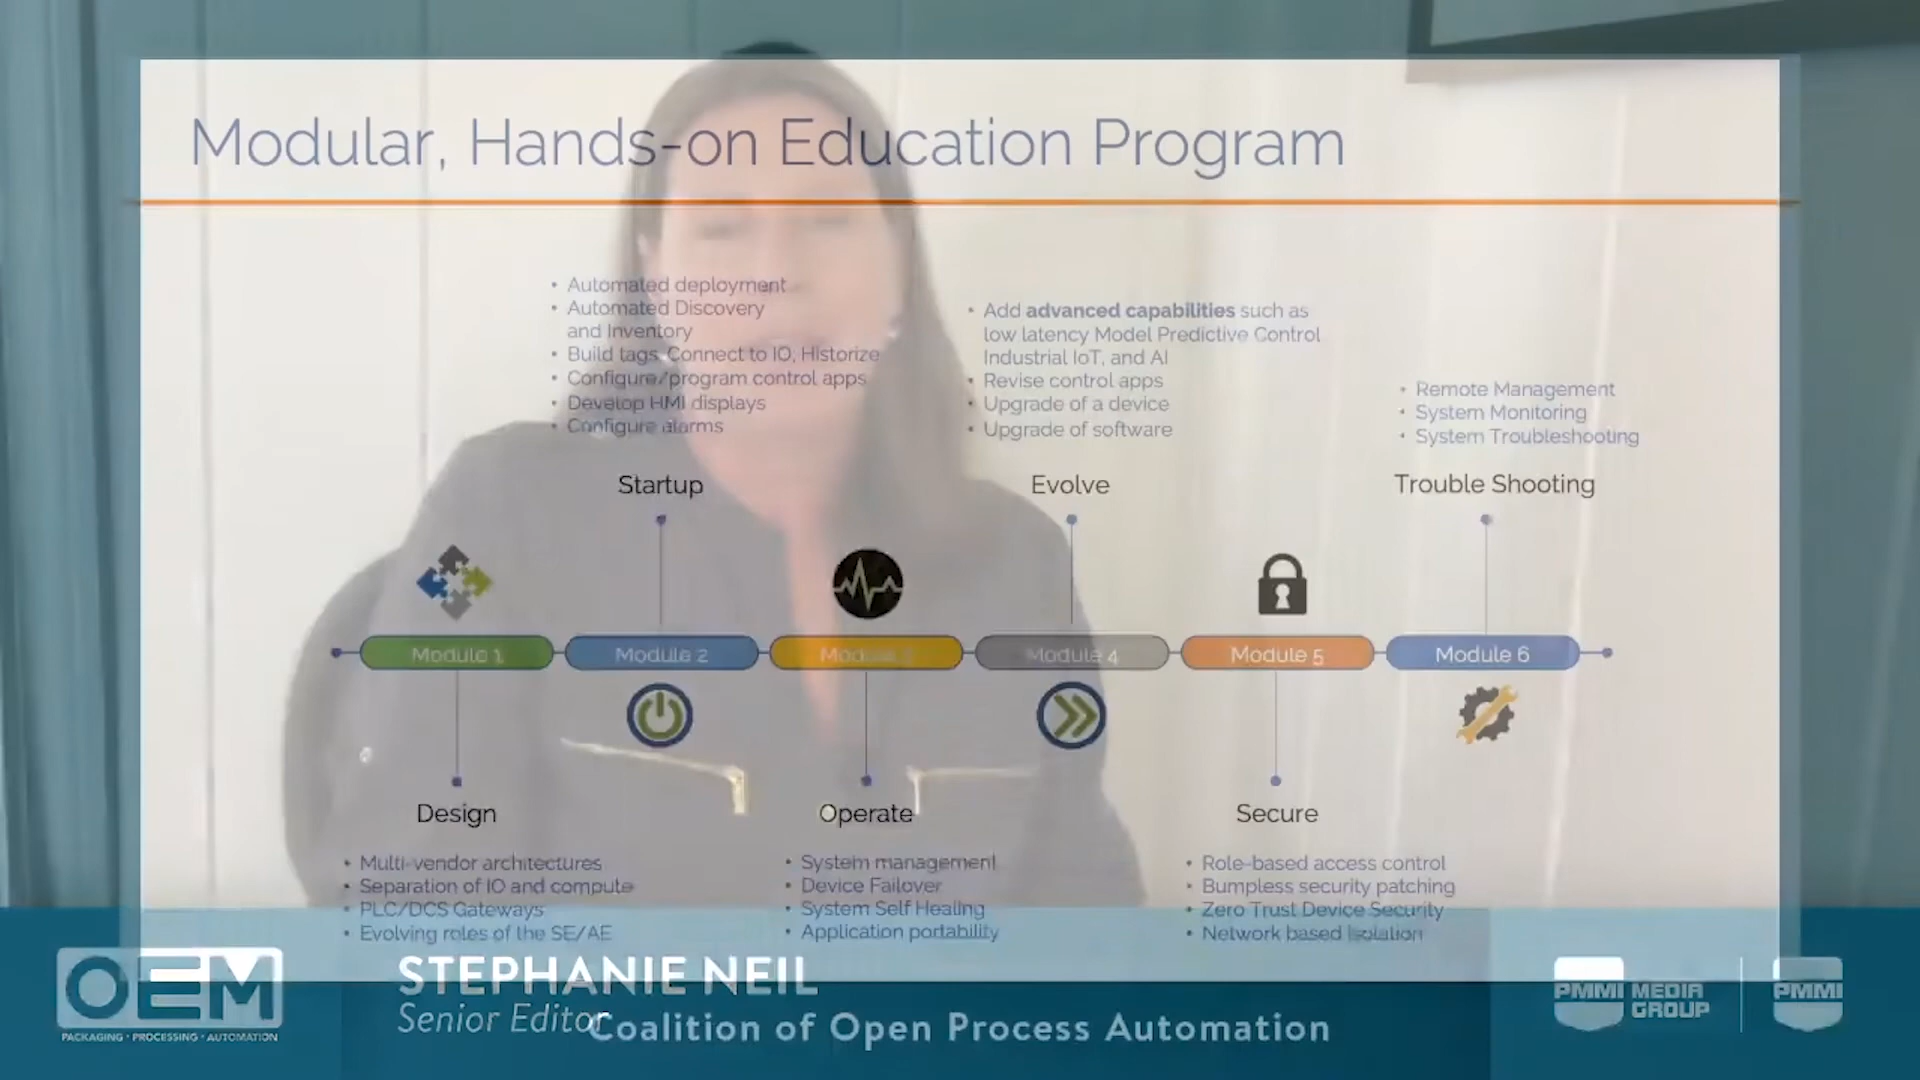 Modular, Hands-on Education Program
• Automated deployment
• Automated Discovery
and Inventory
• Build tags, Connect to IO, Historize
• Configure/program control apps
• Develop HMI displays
• Configure alarms
Startup
• Add advanced capabilities such as
low latency Model Predictive Control
Industrial IoT, and AI
• Revise control apps
• Upgrade of a device
• Upgrade of software
Evolve
• Remote Management
• System Monitoring
• System Troubleshooting
Trouble Shooting
Module 1
Module 2
Module 3
Module 4
Module 5
Module 6
Design
• Multi-vendor architectures
• Separation of IO and compute
• PLC/DCS Gateways
• Evolving roles of the SE/AE
Operate
• System management
• Device Failover
• System Self Healing
• Application portability
Secure
• Role-based access control
• Bumpless security patching
• Zero Trust Device Security
• Network based Isolation
OEM
PACKAGING • PROCESSING • AUTOMATION
STEPHANIE NEIL
Senior Editor
Coalition of Open Process Automation
PMMI MEDIA
GROUP
PMMI